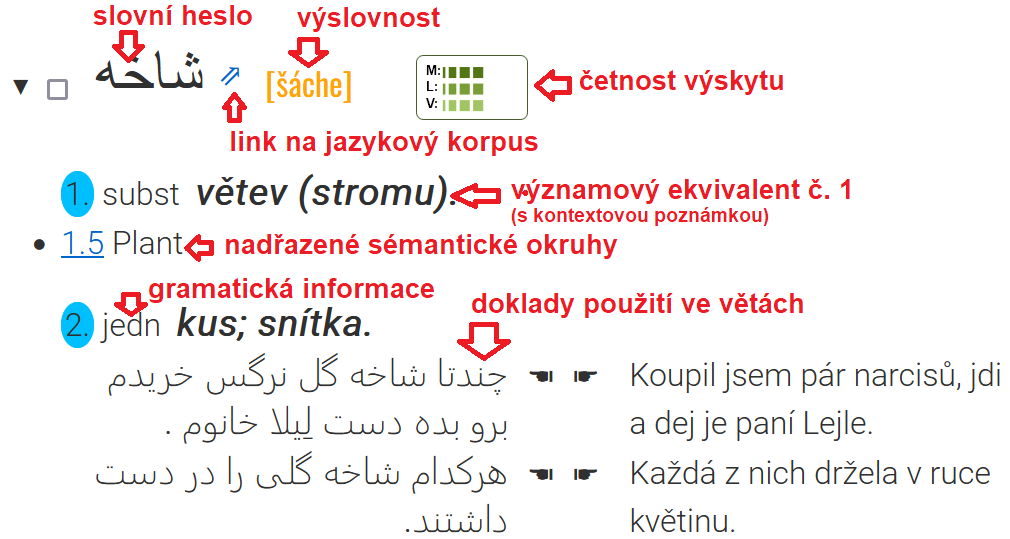 slovní heslo
výslovnost
شاخه
⇗
[šáche]
M:
L:
V:
četnost výskytu
link na jazykový korpus
1. subst větev (stromu).
významový ekvivalent č. 1
(s kontextovou poznámkou)
• 1.5 Plant
nadřazené sémantické okruhy
gramatická informace
doklady použití ve větách
2. jedn kus; snítka.
چندتا شاخه گل نرگس خریدم
برو بده دست لِیلا خانوم .
Koupil jsem pár narcisů, jdi
a dej je paní Lejle.
هرکدام شاخه گلی را در دست
داشتند.
Každá z nich držela v ruce
květinu.